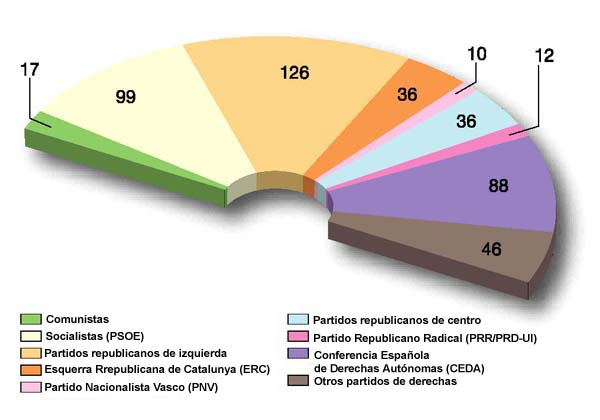 17
99
126
36
10
36
12
88
46
Comunistas
Socialistas (PSOE)
Partidos republicanos de izquierda
Esquerra Rrepublicana de Catalunya (ERC)
Partido Nacionalista Vasco (PNV)
Partidos republicanos de centro
Partido Republicano Radical (PRR/PRD-UI)
Conferencia Española
de Derechas Autónomas (CEDA)
Otros partidos de derechas